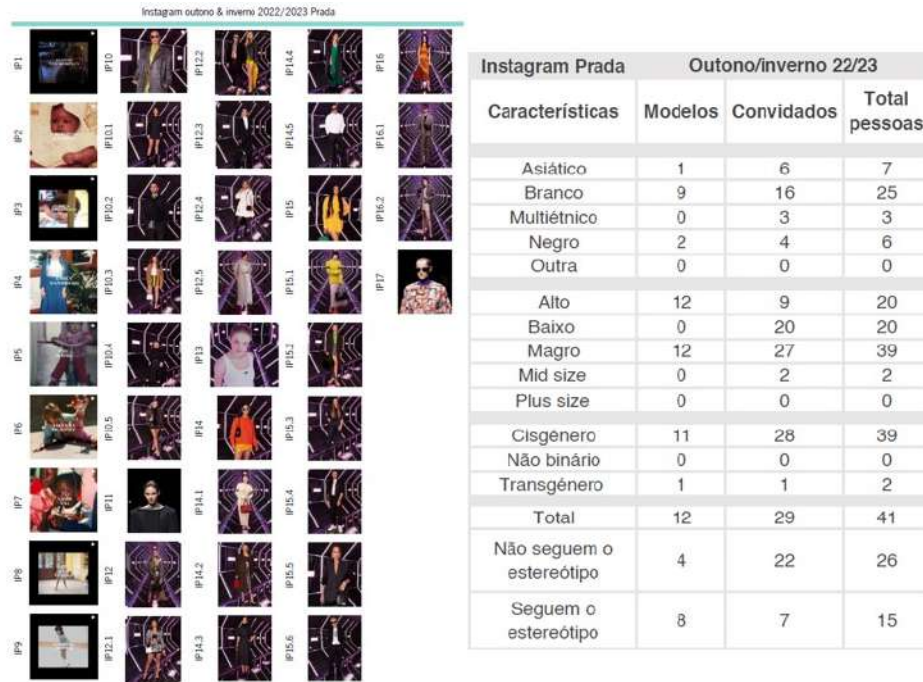 Instagram outono & inverno 2022/2023 Prada
IP1 IP10 IP12.2 IP14.4 IP16
IP2 IP10.1 IP12.3 IP14.5 IP16.1
IP3 IP10.2 IP12.4 IP15 IP16.2
IP4 IP10.3 IP12.5 IP15.1 IP17
IP5 IP10.4 IP13 IP15.2
IP6 IP10.5 IP14 IP15.3
IP7 IP11 IP14.1 IP15.4
IP8 IP12 IP14.2 IP15.5
IP9 IP12.1 IP14.3 IP15.6
Instagram Prada Outono/inverno 22/23
Características Modelos Convidados Total pessoas
Asiático 1 6 7
Branco 9 16 25
Multiétnico 0 3 3
Negro 2 4 6
Outra 0 0 0
Alto 12 9 20
Baixo 0 20 20
Magro 12 27 39
Mid size 0 2 2
Plus size 0 0 0
Cisgénero 11 28 39
Não binário 0 0 0
Transgénero 1 1 2
Total 12 29 41
Não seguem o
estereótipo 4 22 26
Seguem o
estereótipo 8 7 15